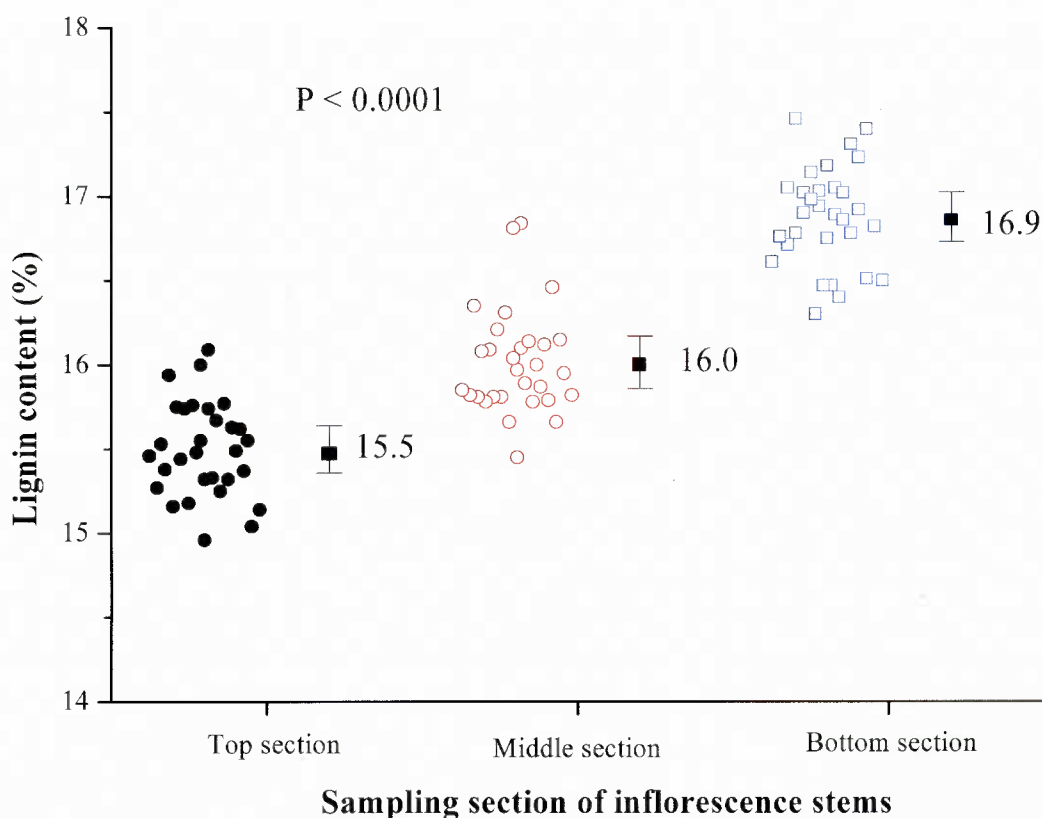 18
P < 0.0001
17
16.9
16
16.0
15.5
15
14
Lignin content (%)
Top section
Middle section
Bottom section
Sampling section of inflorescence stems